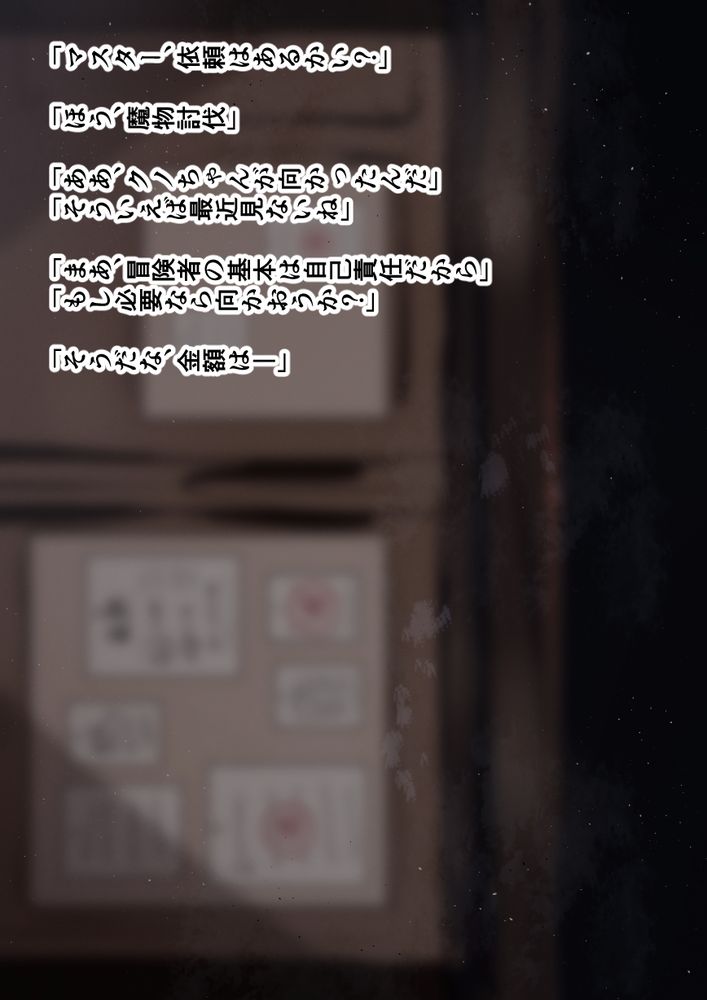 「マスター、依頼はあるかい？」
「ほう、魔物討伐」
「ああ、クノちゃんが向かったんだ」
「そういえば最近見ないね」
「まあ、冒険者の基本は自己責任だから」
「もし必要なら向かおうか？」
「そうだな、金額は―」